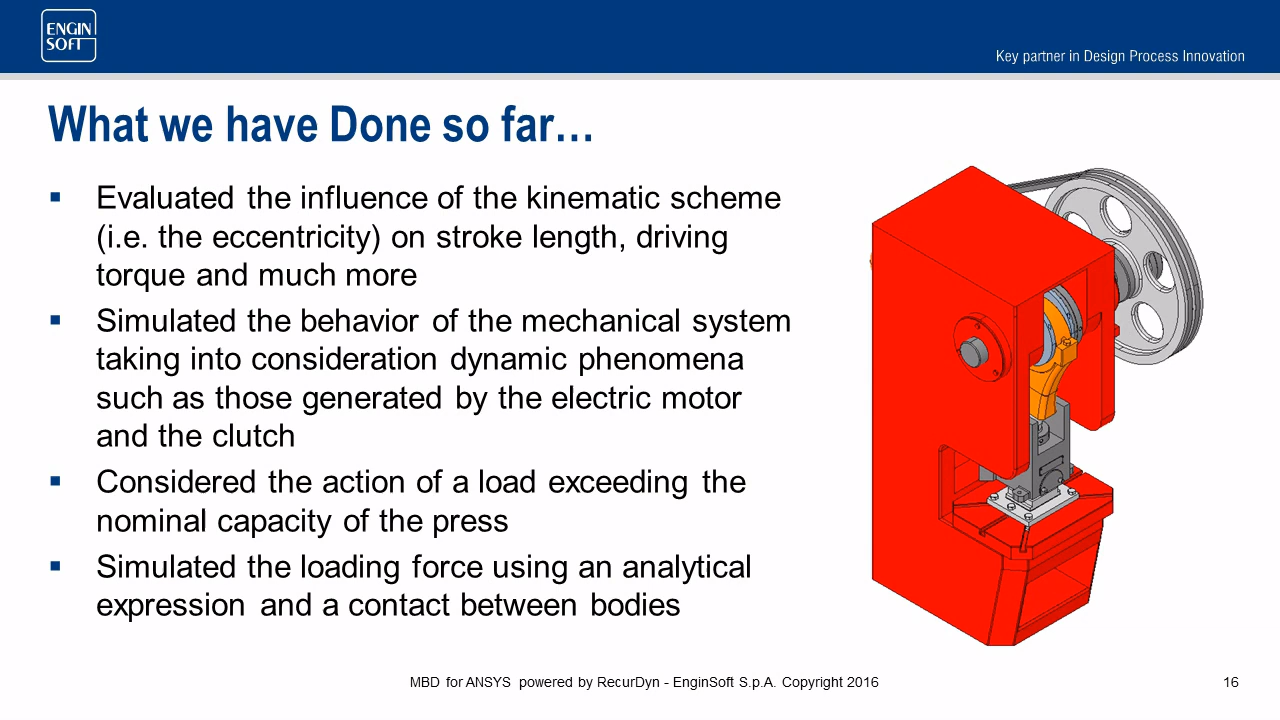 ENGIN
SOFT
Key partner in Design Process Innovation
What we have Done so far…
▪ Evaluated the influence of the kinematic scheme
(i.e. the eccentricity) on stroke length, driving
torque and much more
▪ Simulated the behavior of the mechanical system
taking into consideration dynamic phenomena
such as those generated by the electric motor
and the clutch
▪ Considered the action of a load exceeding the
nominal capacity of the press
▪ Simulated the loading force using an analytical
expression and a contact between bodies
MBD for ANSYS powered by RecurDyn - EnginSoft S.p.A. Copyright 2016
16